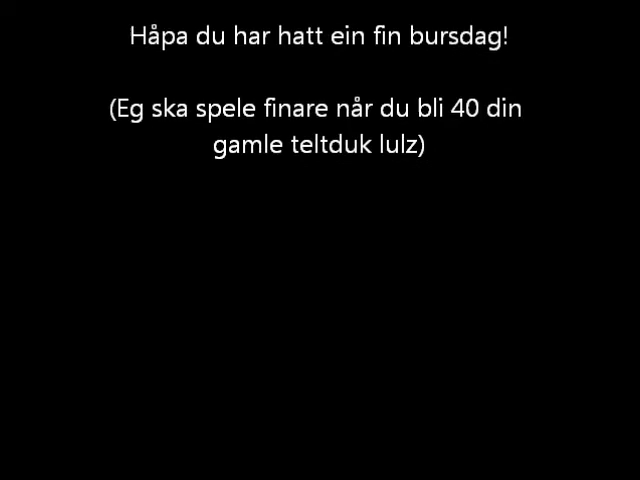 Håpa du har hatt ein fin bursdag!
(Eg ska spele finare når du bli 40 din
gamle teltduk lulz)